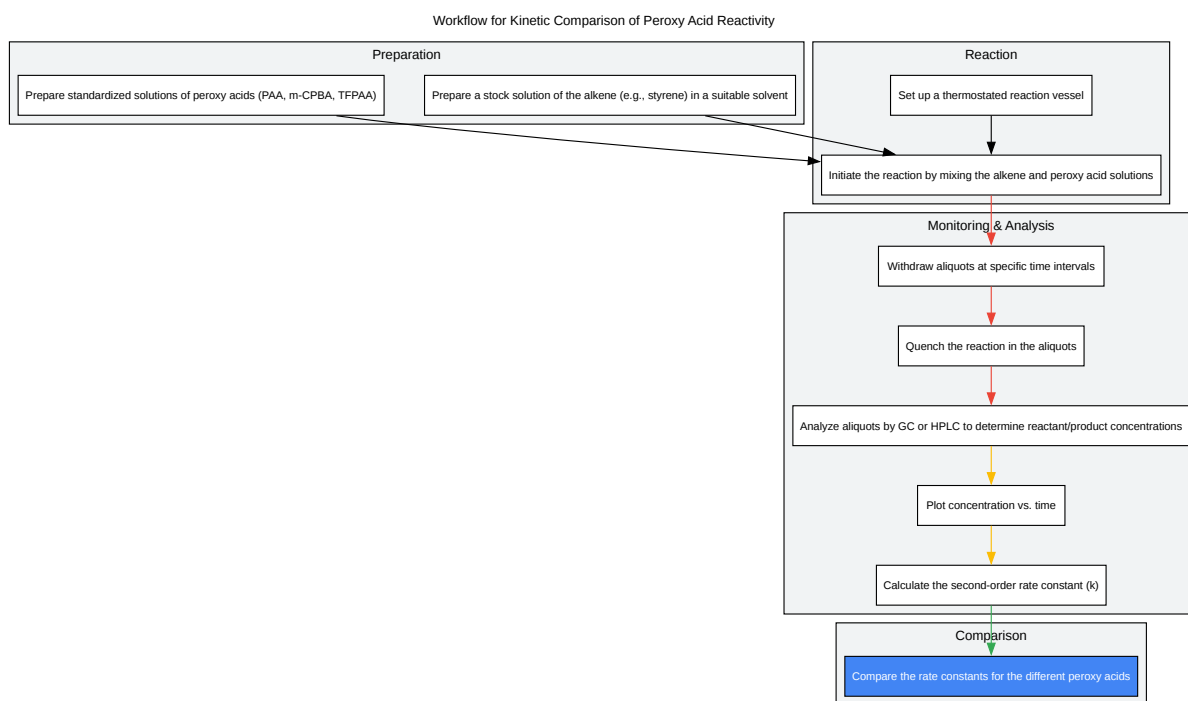 Workflow for Kinetic Comparison of Peroxy Acid Reactivity
Preparation
Prepare standardized solutions of peroxy acids (PAA, m-CPBA, TFPAA)
Prepare a stock solution of the alkene (e.g., styrene) in a suitable solvent
Reaction
Set up a thermostated reaction vessel
Initiate the reaction by mixing the alkene and peroxy acid solutions
Monitoring & Analysis
Withdraw aliquots at specific time intervals
Quench the reaction in the aliquots
Analyze aliquots by GC or HPLC to determine reactant/product concentrations
Plot concentration vs. time
Calculate the second-order rate constant (k)
Comparison
Compare the rate constants for the different peroxy acids